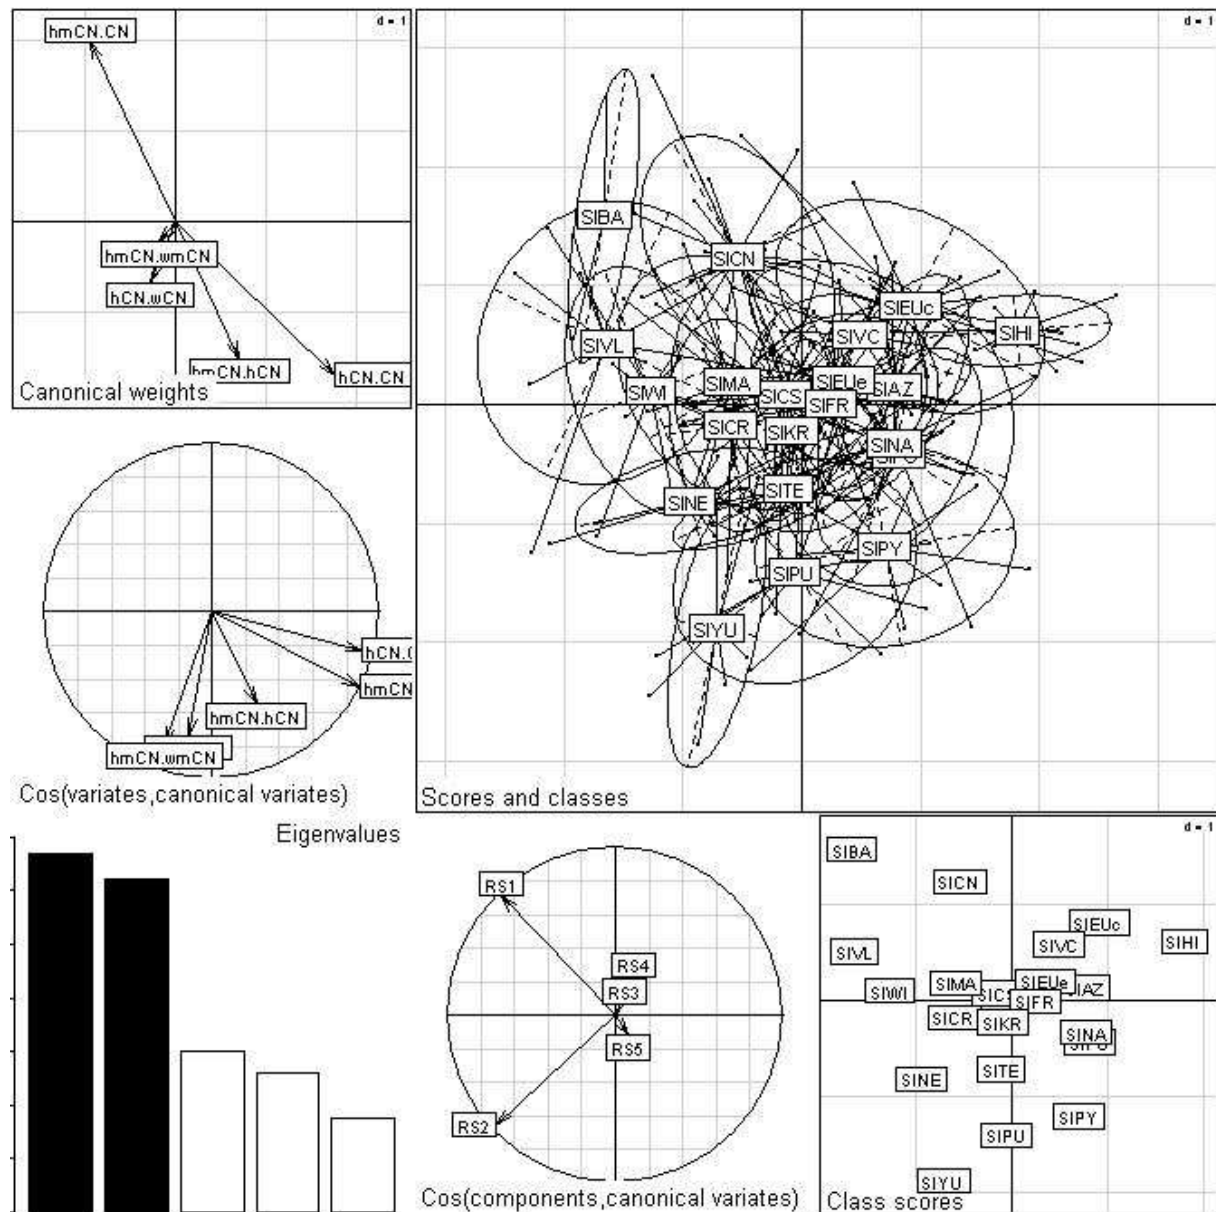 d = 1
hmCN.CN
hmCN.wmCN
hCN.wCN
hmCN.hCN
hCN.CN
Canonical weights
d = 1
SIBA
SICN
SIEUc
SIHI
SIVC
SIVL
SIMA
SIEUe
SIWI
SICS
SIAZ
SIFR
SICR
SIKR
SINA
SITE
SINE
SIPY
SIPU
SIYU
Scores and classes
hCN.
hmCN
hmCN.hCN
hmCN.wmCN
Cos(variates,canonical variates)
Eigenvalues
RS1
RS4
RS3
RS5
RS2
Cos(components,canonical variates)
d = 1
SIBA
SICN
SIEUc
SIVC
SIHI
SIVL
SIMA
SIEUe
SIWI
SICS
SIAZ
SIFR
SICR
SIKR
SINA
SITE
SINE
SIPY
SIPU
SIYU
Class scores